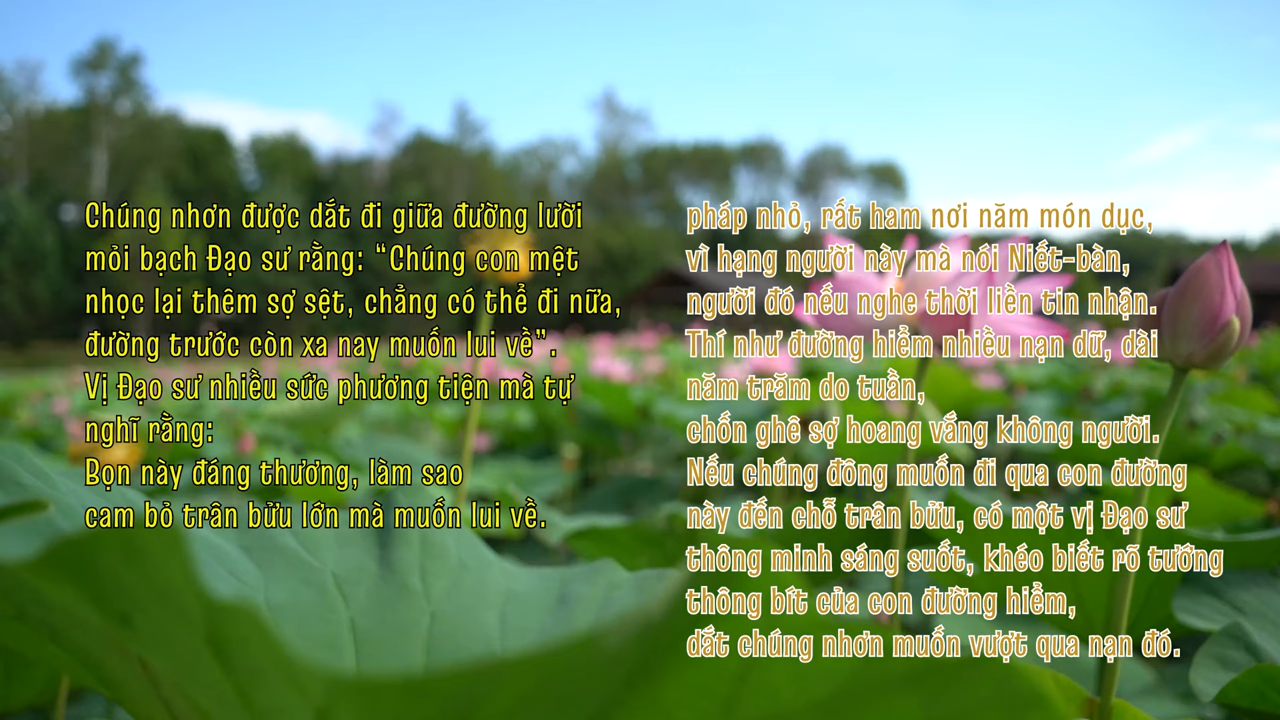 Chúng nhơn được dắt đi giữa đường lười
mỏi bạch Đạo sư rằng: “Chúng con mệt
nhọc lại thêm sợ sệt, chẳng có thể đi nữa,
đường trước còn xa nay muốn lui về”.
Vị Đạo sư nhiều sức phương tiện mà tự
nghĩ rằng:
Bọn này đáng thương, làm sao
cam bỏ trân bửu lớn mà muốn lui về.
pháp nhỏ, rất ham nơi năm món dục,
vì hạng người này mà nói Niết-bàn,
người đó nếu nghe thời liền tin nhận.
Thí như đường hiểm nhiều nạn dữ, dài
năm trăm do tuần,
chốn ghê sợ hoang vắng không người.
Nếu chúng đông muốn đi qua con đường
này đến chỗ trân bửu, có một vị Đạo sư
thông minh sáng suốt, khéo biết rõ tướng
thông bít của con đường hiểm,
dắt chúng nhơn muốn vượt qua nạn đó.